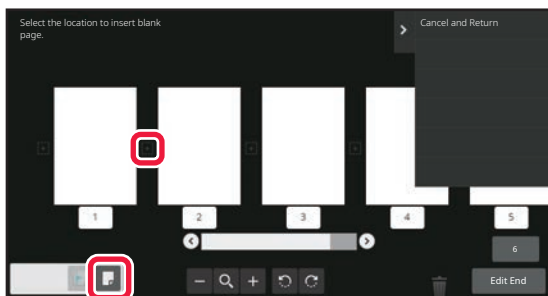 Select the location to insert blank
page.
Cancel and Return
1
2
3
4
5
6
Edit End